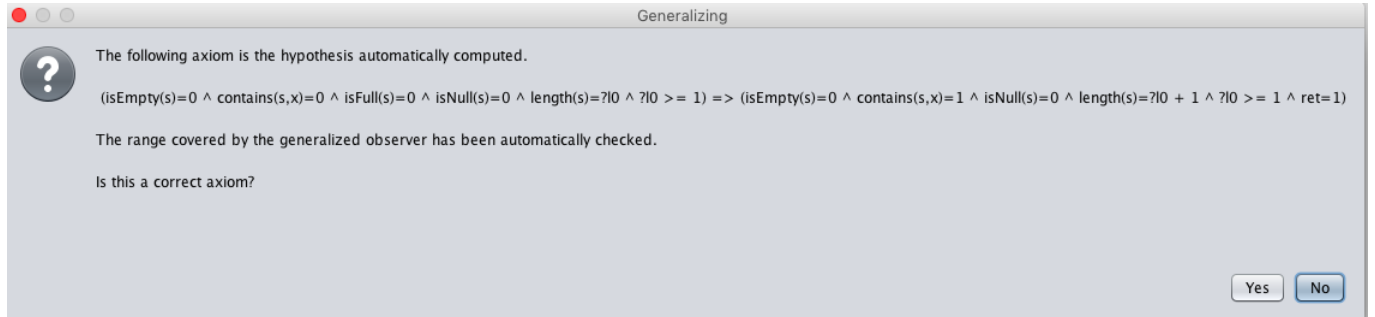 Generalizing
The following axiom is the hypothesis automatically computed.
(isEmpty(s)=0 ^ contains(s,x)=0 ^ isFull(s)=0 ^ isNull(s)=0 ^ length(s)=?l0 ^ ?l0 >= 1) => (isEmpty(s)=0 ^ contains(s,x)=1 ^ isNull(s)=0 ^ length(s)=?l0 + 1 ^ ?l0 >= 1 ^ ret=1)
The range covered by the generalized observer has been automatically checked.
Is this a correct axiom?
Yes No